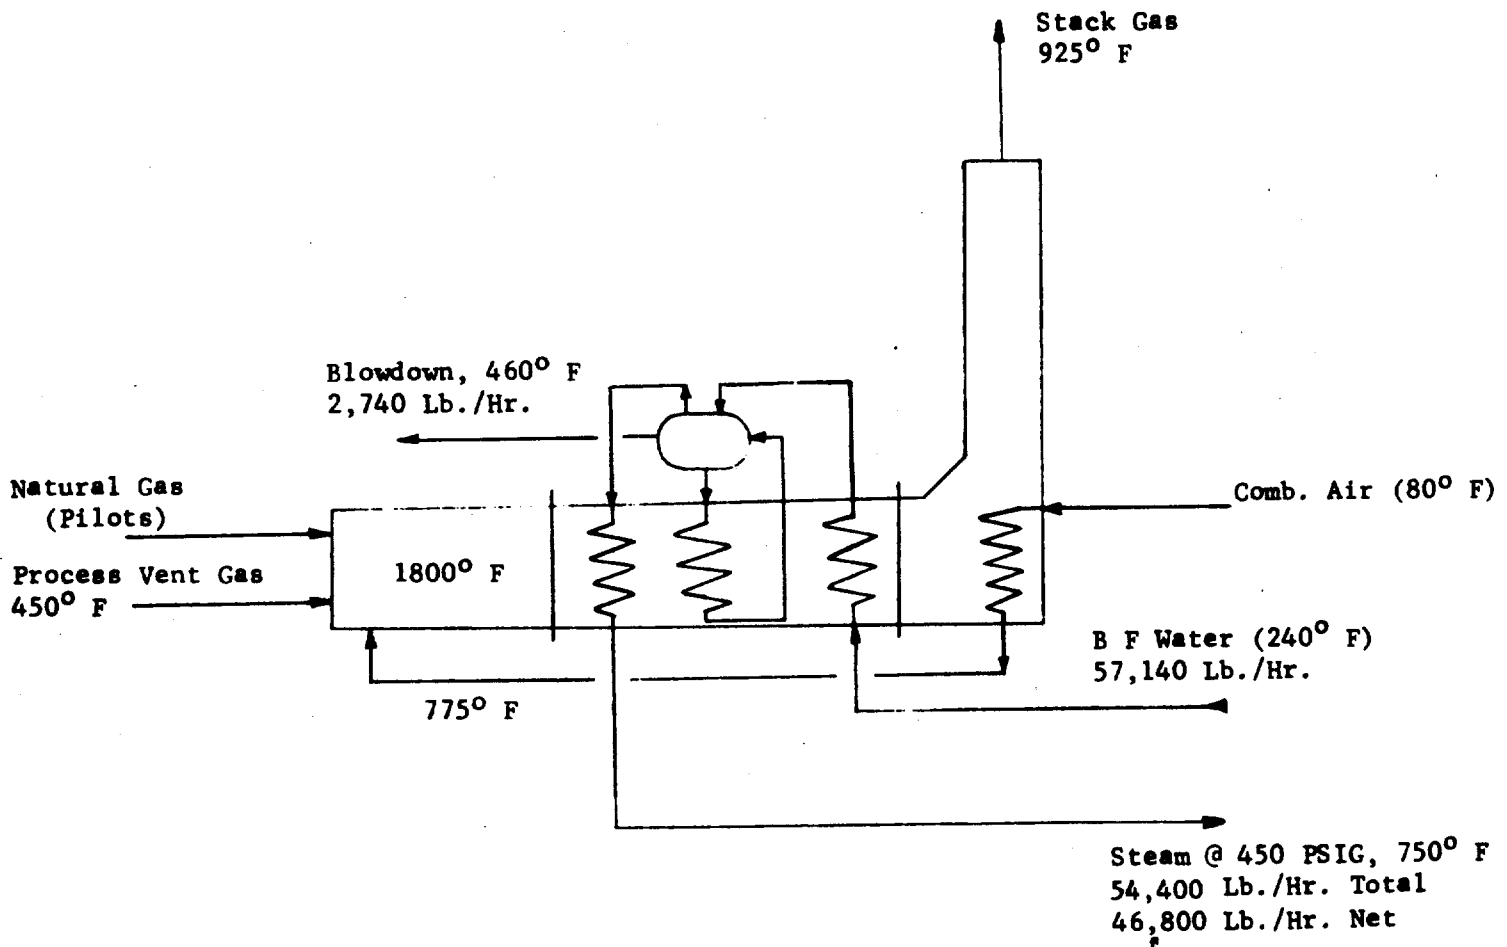 Stack Gas
925° F
Blowdown, 460° F
2,740 Lb./Hr.
Natural Gas
(Pilots)
Comb. Air (80° F)
Process Vent Gas
450° F
1800° F
B F Water (240° F)
57,140 Lb./Hr.
775° F
Steam @ 450 PSIG, 750° F
54,400 Lb./Hr. Total
46,800 Lb./Hr. Net